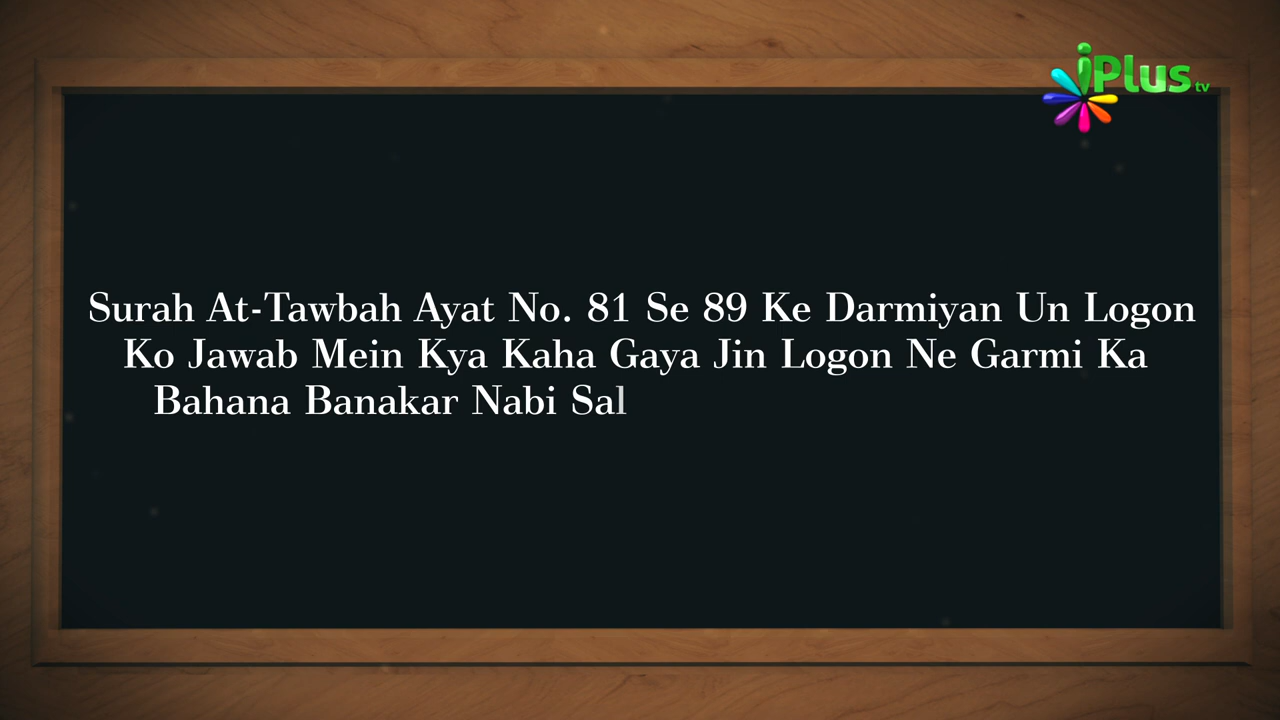 iPlus tv
Surah At-Tawbah Ayat No. 81 Se 89 Ke Darmiyan Un Logon
Ko Jawab Mein Kya Kaha Gaya Jin Logon Ne Garmi Ka
Bahana Banakar Nabi Sal